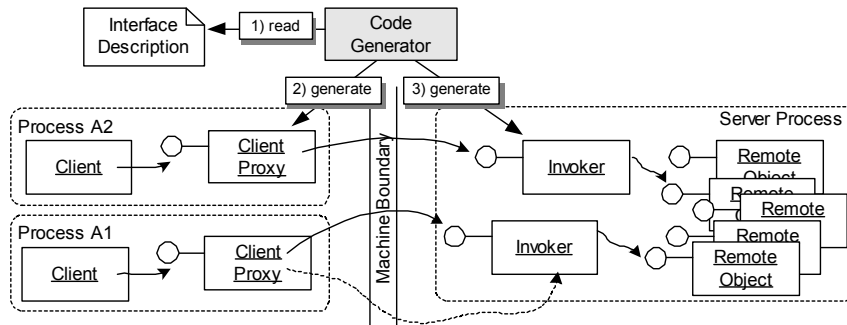 Interface
Description
1) read
Code
Generator
2) generate
3) generate
Process A2
Client
Client
Proxy
Machine Boundary
Server Process
Invoker
Remote
Object
Remote
Remote
Process A1
Client
Client
Proxy
Invoker
Remote
Remote
Object